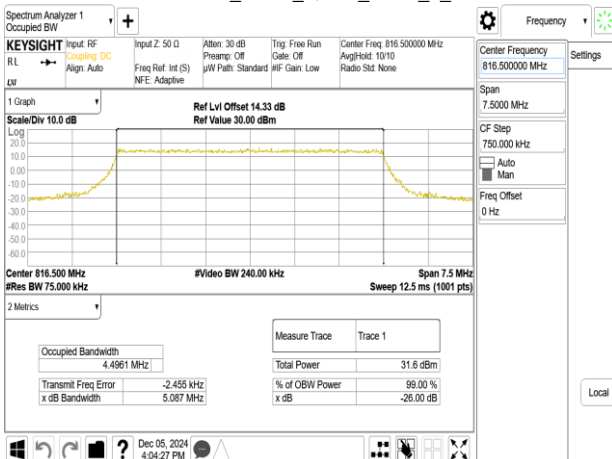 Spectrum Analyzer 1
Occupied BW
Frequency
KEYSIGHT
RL
Input: RF
Coupling: DC
Align: Auto
Input Z: 50 Ω
Freq Ref: Int (S)
NFE: Adaptive
Atten: 30 dB
Preamp: Off
µW Path: Standard
Trig: Free Run
Gate: Off
#IF Gain: Low
Center Freq: 816.500000 MHz
Avg|Hold: 10/10
Radio Std: None
Center Frequency
816.500000 MHz
Settings
Span
7.5000 MHz
CF Step
750.000 kHz
Auto
Man
Freq Offset
0 Hz
Local
1 Graph
Scale/Div 10.0 dB
Ref Lvl Offset 14.33 dB
Ref Value 30.00 dBm
Log
20.0
10.0
0.00
-10.0
-20.0
-30.0
-40.0
-50.0
-60.0
Center 816.500 MHz
#Video BW 240.00 kHz
Span 7.5 MHz
#Res BW 75.000 kHz
Sweep 12.5 ms (1001 pts)
2 Metrics
Measure Trace
Trace 1
Occupied Bandwidth
4.4961 MHz
Total Power
31.6 dBm
Transmit Freq Error
-2.455 kHz
% of OBW Power
99.00 %
x dB Bandwidth
5.087 MHz
x dB
-26.00 dB
Dec 05, 2024
4:04:27 PM